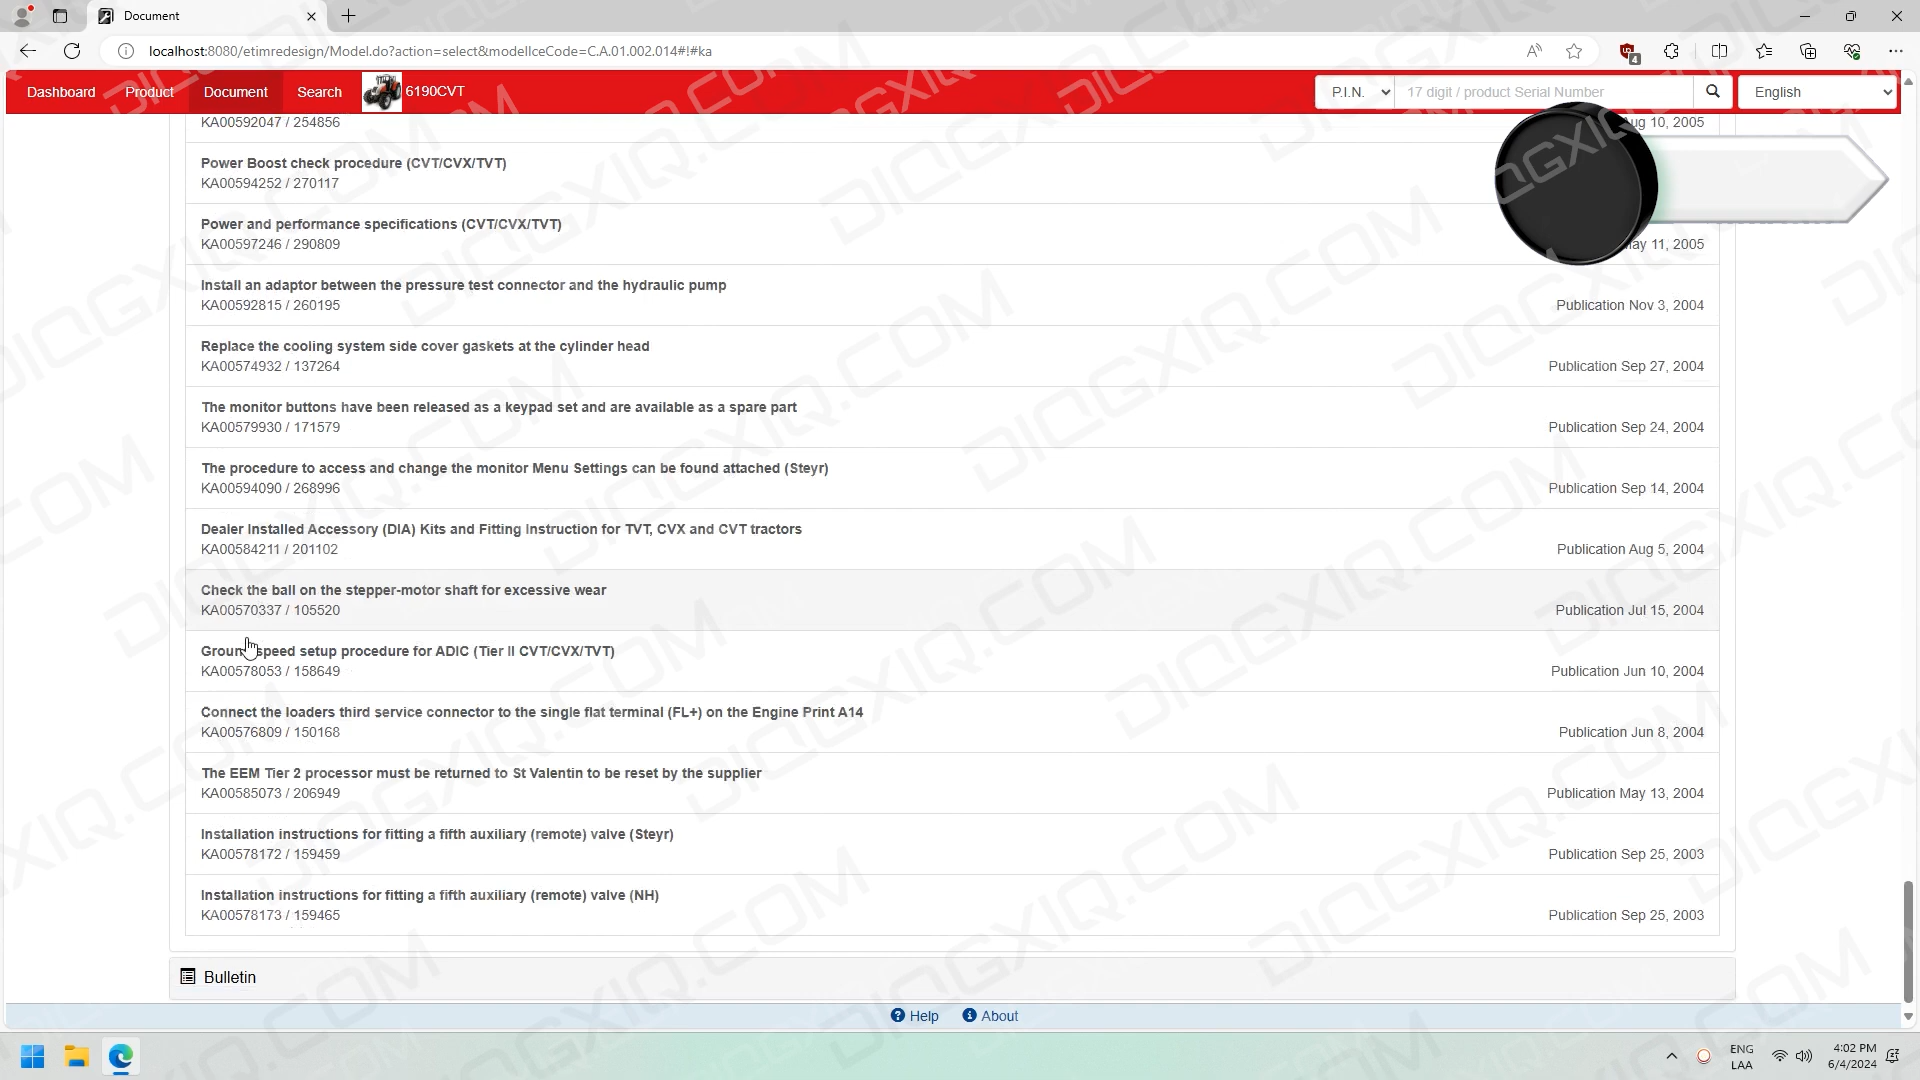 Document
localhost:8080/etimredesign/Model.do?action=select&modelIceCode=C.A.01.002.014#!#ka
4
Dashboard Product Document Search 6190CVT P.I.N. 17 digit / product Serial Number English
KA00592047 / 254856 Aug 10, 2005
Power Boost check procedure (CVT/CVX/TVT)
KA00594252 / 270117
Power and performance specifications (CVT/CVX/TVT)
KA00597246 / 290809 May 11, 2005
Install an adaptor between the pressure test connector and the hydraulic pump
KA00592815 / 260195 Publication Nov 3, 2004
Replace the cooling system side cover gaskets at the cylinder head
KA00574932 / 137264 Publication Sep 27, 2004
The monitor buttons have been released as a keypad set and are available as a spare part
KA00579930 / 171579 Publication Sep 24, 2004
The procedure to access and change the monitor Menu Settings can be found attached (Steyr)
KA00594090 / 268996 Publication Sep 14, 2004
Dealer Installed Accessory (DIA) Kits and Fitting Instruction for TVT, CVX and CVT tractors
KA00584211 / 201102 Publication Aug 5, 2004
Check the ball on the stepper-motor shaft for excessive wear
KA00570337 / 105520 Publication Jul 15, 2004
Ground speed setup procedure for ADIC (Tier II CVT/CVX/TVT)
KA00578053 / 158649 Publication Jun 10, 2004
Connect the loaders third service connector to the single flat terminal (FL+) on the Engine Print A14
KA00576809 / 150168 Publication Jun 8, 2004
The EEM Tier 2 processor must be returned to St Valentin to be reset by the supplier
KA00585073 / 206949 Publication May 13, 2004
Installation instructions for fitting a fifth auxiliary (remote) valve (Steyr)
KA00578172 / 159459 Publication Sep 25, 2003
Installation instructions for fitting a fifth auxiliary (remote) valve (NH)
KA00578173 / 159465 Publication Sep 25, 2003
Bulletin
Help About
ENG 4:02 PM
LAA 6/4/2024
DIQGXIQ.COM